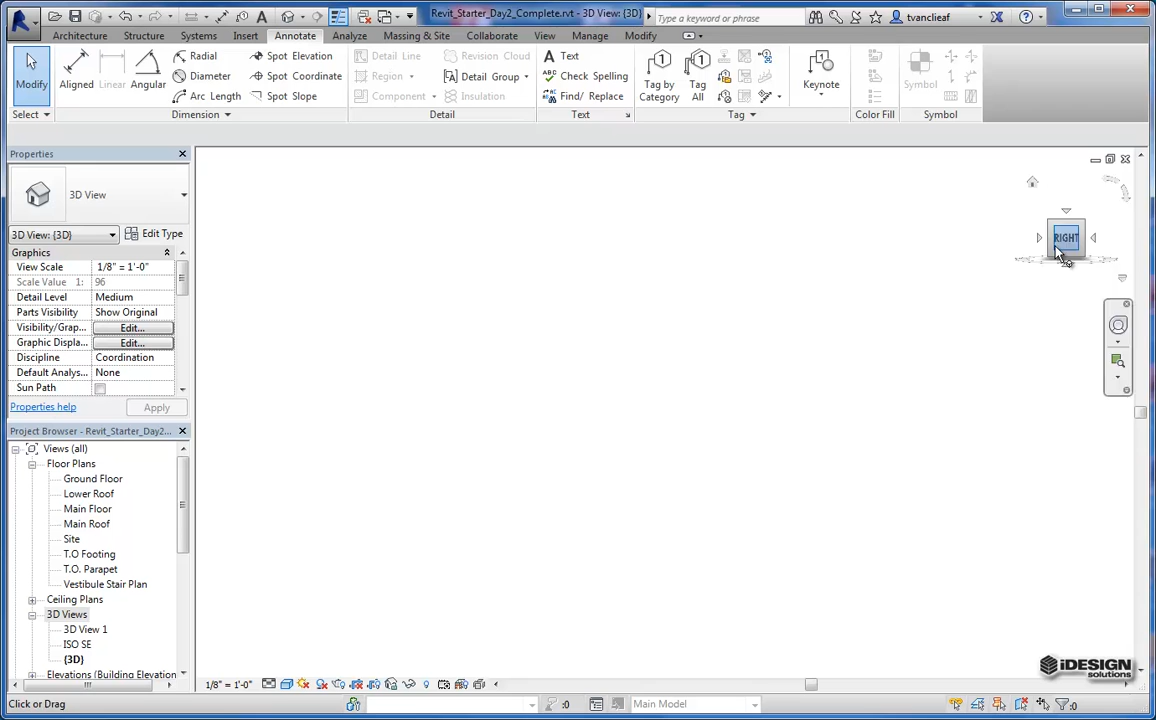 Revit_Starter_Day2_Complete.rvt - 3D View: {3D}
Type a keyword or phrase
tvanclief
Architecture Structure Systems Insert Annotate Analyze Massing & Site Collaborate View Manage Modify
Modify
Select
Aligned
Linear
Angular
Radial
Diameter
Arc Length
Spot Elevation
Spot Coordinate
Spot Slope
Dimension
Detail Line
Region
Component
Revision Cloud
Detail Group
Insulation
Detail
Text
Check Spelling
Find/ Replace
Text
Tag by
Category
Tag
All
Tag
Keynote
Color Fill
Symbol
Symbol
Properties
3D View
3D View: {3D}
Edit Type
Graphics
View Scale 1/8" = 1'-0"
Scale Value 1: 96
Detail Level Medium
Parts Visibility Show Original
Visibility/Grap... Edit...
Graphic Displa... Edit...
Discipline Coordination
Default Analys... None
Sun Path
Properties help
Apply
Project Browser - Revit_Starter_Day2...
Views (all)
Floor Plans
Ground Floor
Lower Roof
Main Floor
Main Roof
Site
T.O Footing
T.O. Parapet
Vestibule Stair Plan
Ceiling Plans
3D Views
3D View 1
ISO SE
{3D}
Elevations (Building Elevation
RIGHT
iDESIGN
solutions
1/8" = 1'-0"
Click or Drag
:0
Main Model
:0